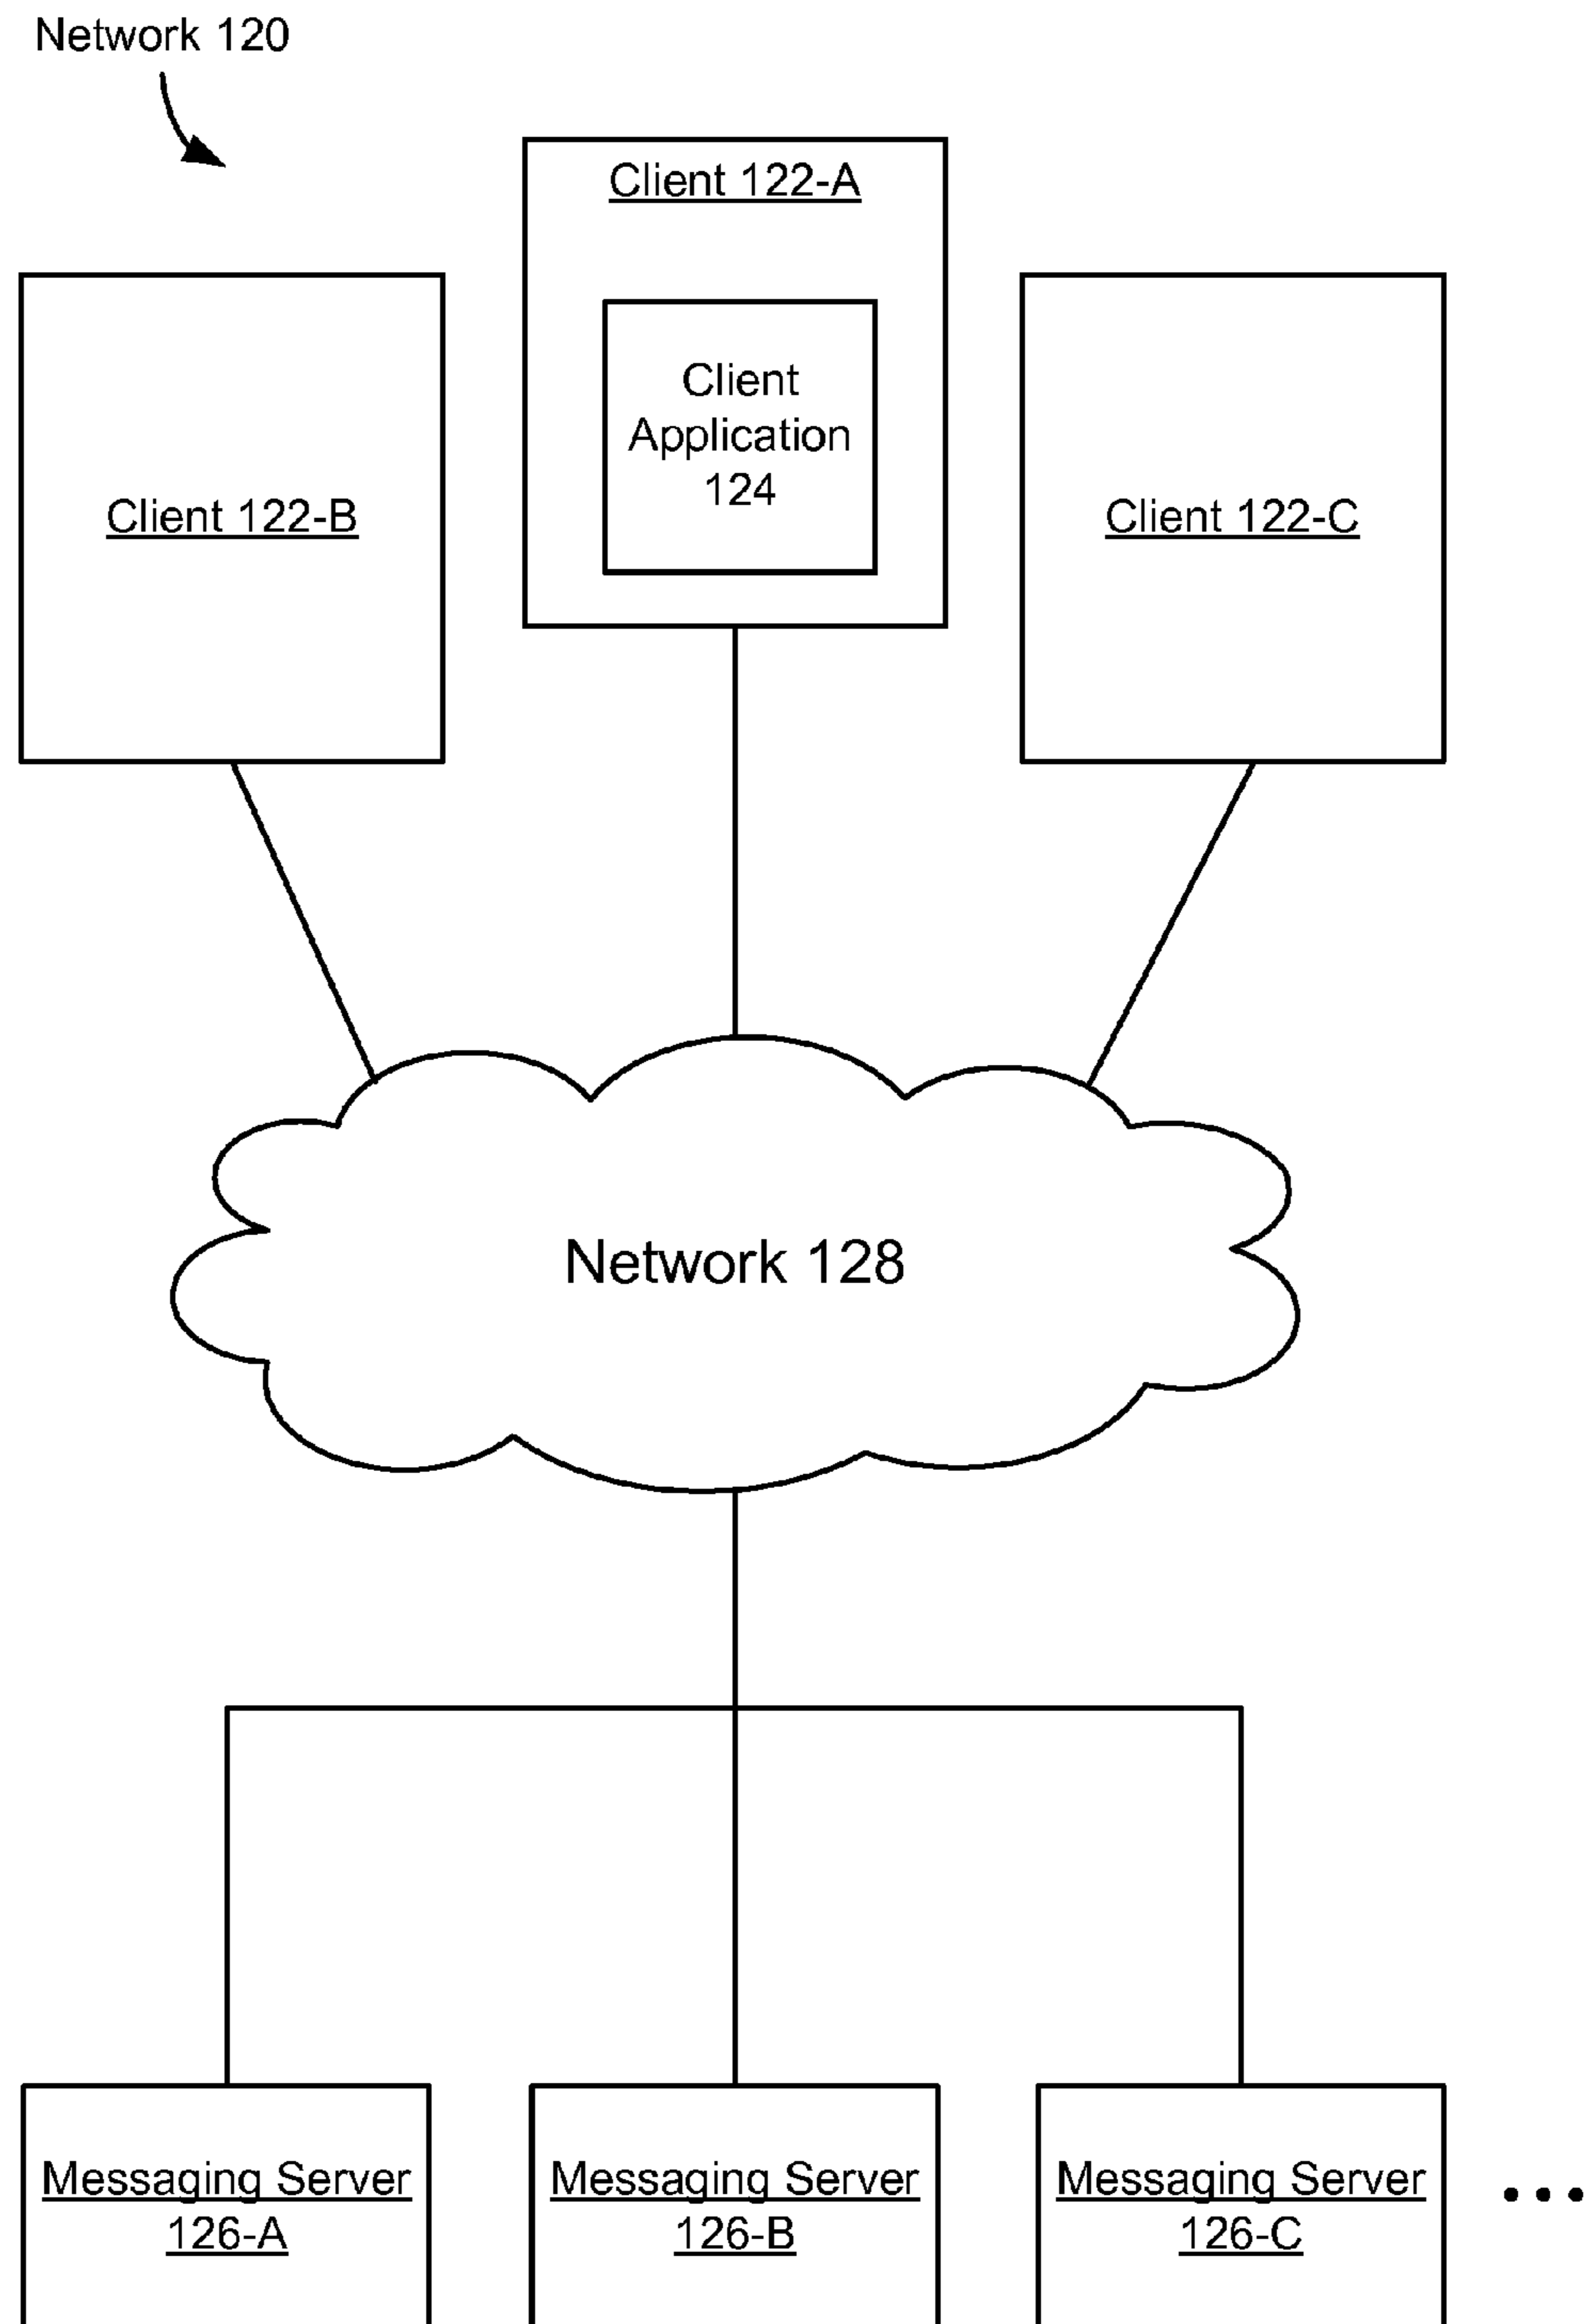 Network 120
Client 122-A
Client
Application
124
Client 122-B
Client 122-C
Network 128
Messaging Server
126-A
Messaging Server
126-B
Messaging Server
126-C
...